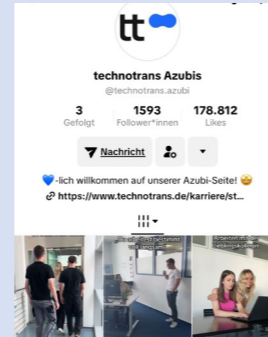 tt
technotrans Azubis
@technotrans.azubi
3 1593 178.812
Gefolgt Follower*innen Likes
Nachricht
💙-lich willkommen auf unserer Azubi-Seite! 🤩
https://www.technotrans.de/karriere/st...